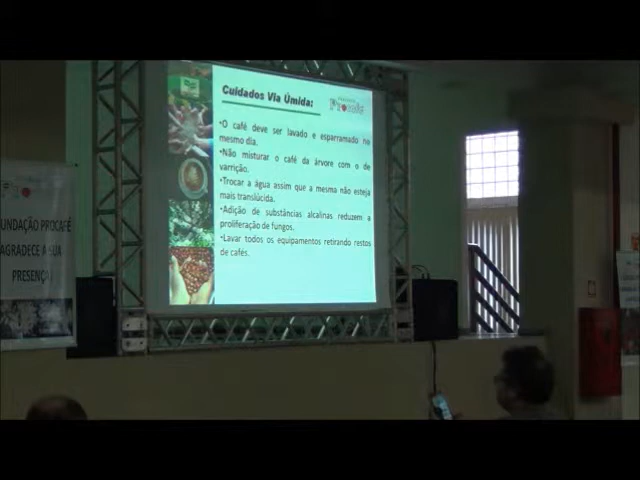 Cuidados Via Úmida:
Procafé
•O café deve ser lavado e esparramado no
mesmo dia.
•Não misturar o café da árvore com o de
varrição.
•Trocar a água assim que a mesma não esteja
mais translúcida.
•Adição de substâncias alcalinas reduzem a
proliferação de fungos.
•Lavar todos os equipamentos retirando restos
de cafés.
UNDAÇÃO PROCAFÉ
AGRADECE A SUA
PRESENÇA